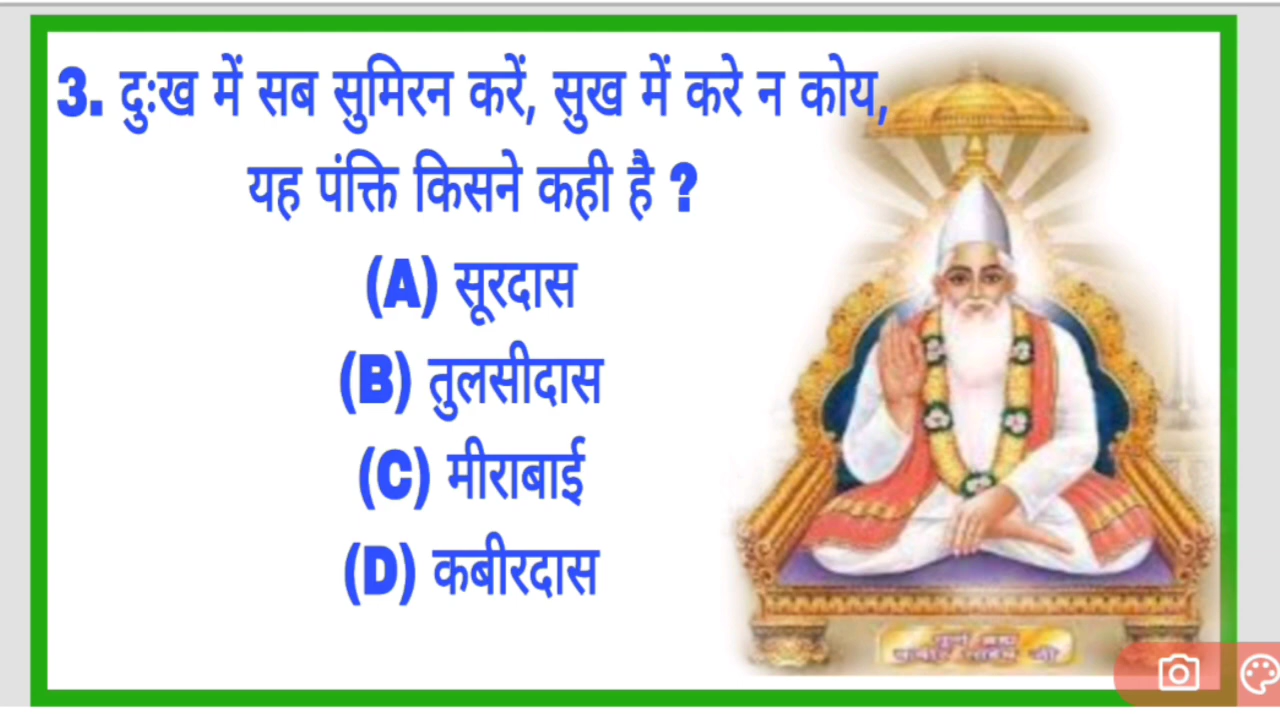 3. दुःख में सब सुमिरन करें, सुख में करे न कोय,
यह पंक्ति किसने कही है ?
(A) सूरदास
(B) तुलसीदास
(C) मीराबाई
(D) कबीरदास